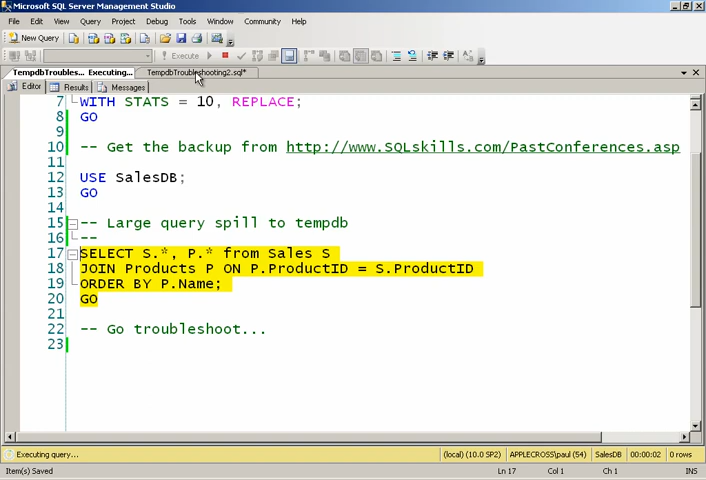 Microsoft SQL Server Management Studio
File Edit View Query Project Debug Tools Window Community Help
New Query
Execute
TempdbTroubles... Executing... TempdbTroubleshooting2.sql*
Editor Results Messages
7 WITH STATS = 10, REPLACE;
8 GO
9
10 -- Get the backup from http://www.SQLskills.com/PastConferences.asp
11
12 USE SalesDB;
13 GO
14
15 -- Large query spill to tempdb
16 --
17 SELECT S.*, P.* from Sales S
18 JOIN Products P ON P.ProductID = S.ProductID
19 ORDER BY P.Name;
20 GO
21
22 -- Go troubleshoot...
23
Executing query... (local) (10.0 SP2) APPLECROSS\paul (54) SalesDB 00:00:02 0 rows
Item(s) Saved Ln 17 Col 1 Ch 1 INS